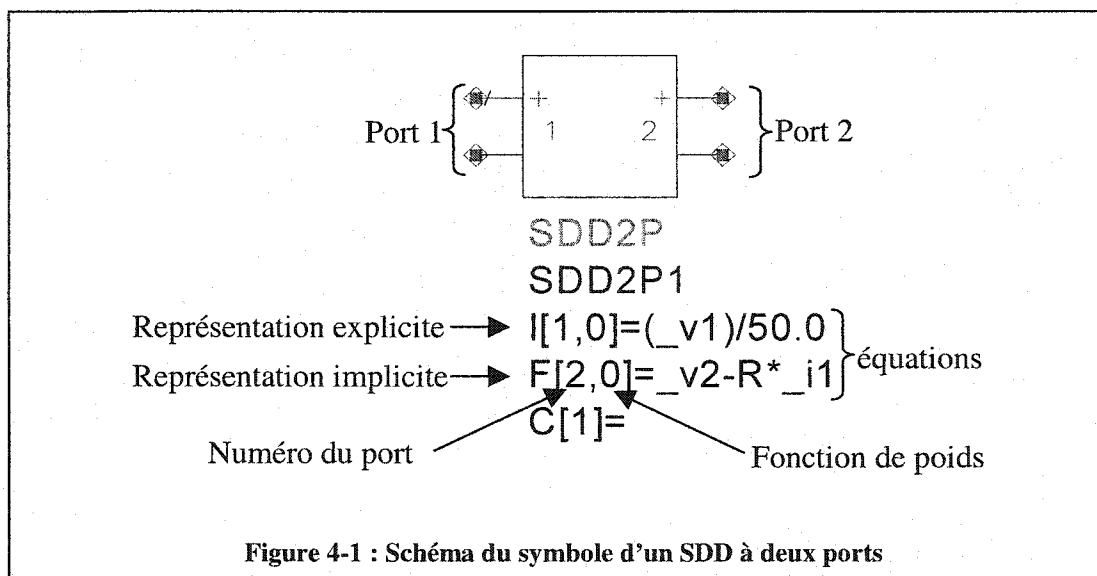 + +
Port 1 1 2 Port 2
SDD2P
SDD2P1
Représentation explicite I[1,0]=(_v1)/50.0
équations
Représentation implicite F[2,0]=_v2-R*_i1
C[1]=
Numéro du port Fonction de poids
Figure 4-1 : Schéma du symbole d'un SDD à deux ports